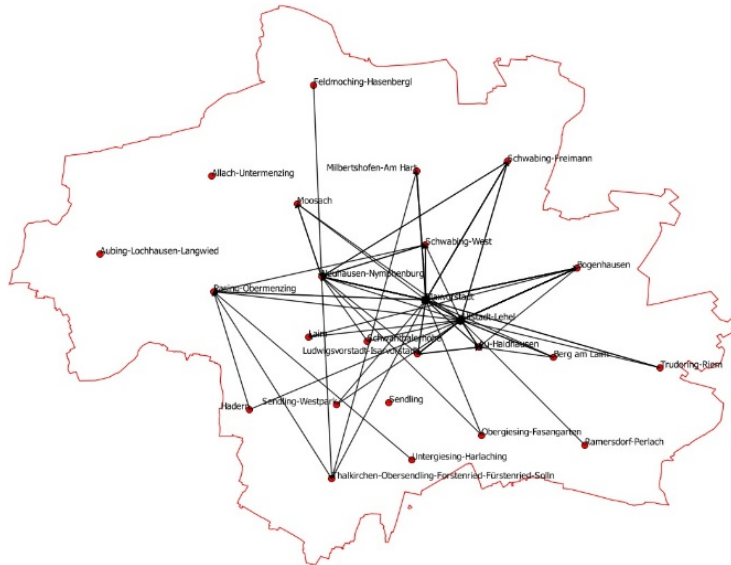 Feldmoching-Hasenbergl
Schwabing-Freimann
Milbertshofen-Am Hart
Allach-Untermenzing
Moosach
Schwabing-West
Aubing-Lochhausen-Langwied
Bogenhausen
Neuhausen-Nymphenburg
Pasing-Obermenzing
Maxvorstadt
Altstadt-Lehel
Laim
Schwanthalerhöhe
Au-Haidhausen
Ludwigsvorstadt-Isarvorstadt
Berg am Laim
Trudering-Riem
Sendling-Westpark
Sendling
Hadern
Obergiesing-Fasangarten
Ramersdorf-Perlach
Untergiesing-Harlaching
Thalkirchen-Obersendling-Forstenried-Fürstenried-Solln